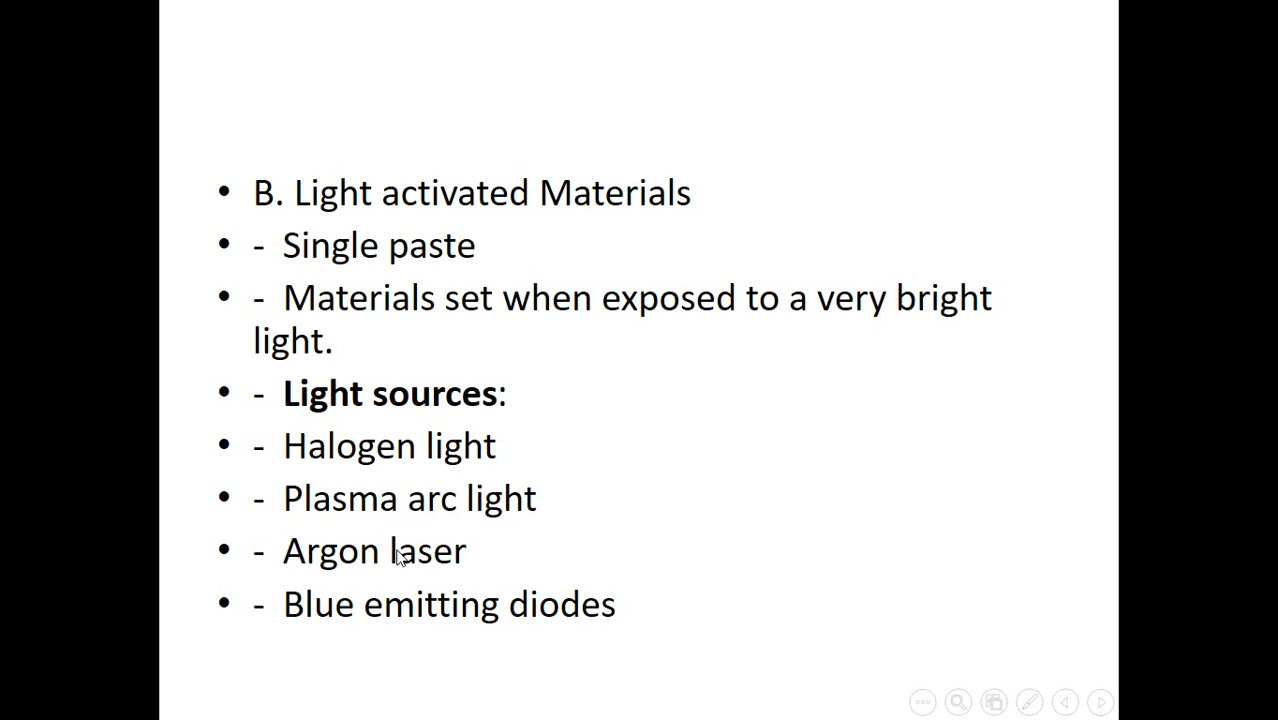 • B. Light activated Materials
• - Single paste
• - Materials set when exposed to a very bright
light.
• - Light sources:
• - Halogen light
• - Plasma arc light
• - Argon laser
• - Blue emitting diodes